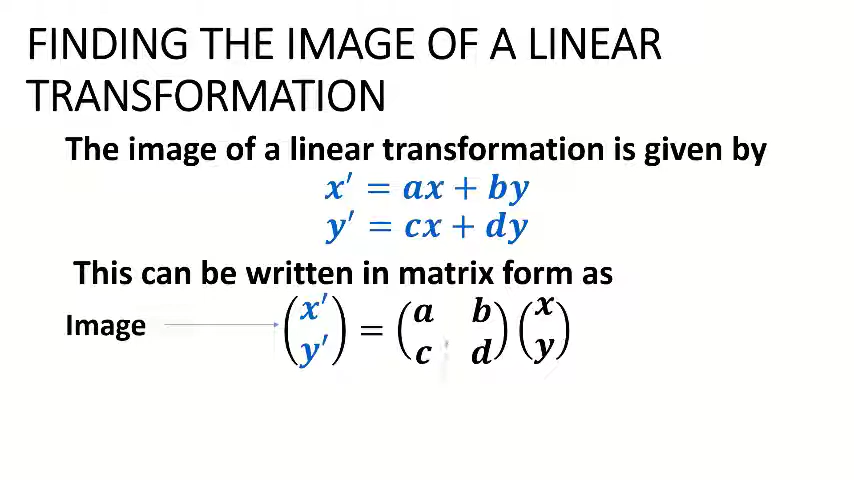 FINDING THE IMAGE OF A LINEAR
TRANSFORMATION
The image of a linear transformation is given by
x′ = ax + by
y′ = cx + dy
This can be written in matrix form as
Image (x′ y′) = (a b c d) (x y)